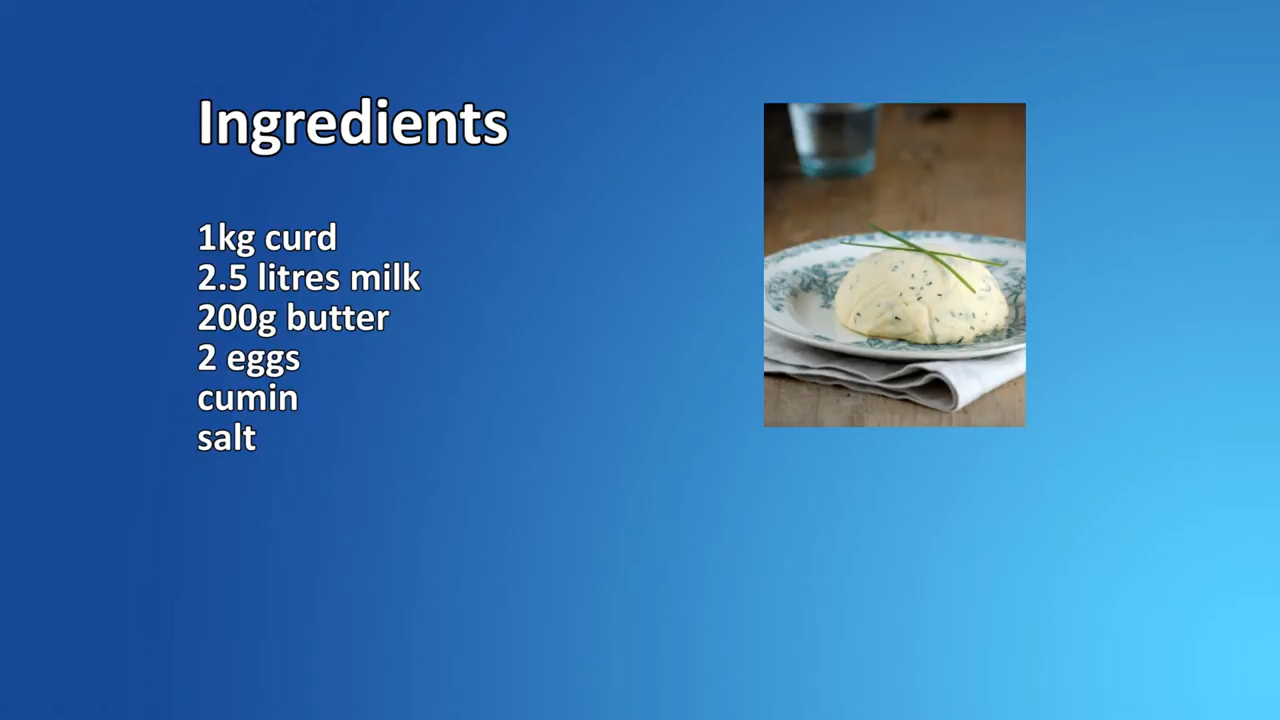 Ingredients
1kg curd
2.5 litres milk
200g butter
2 eggs
cumin
salt